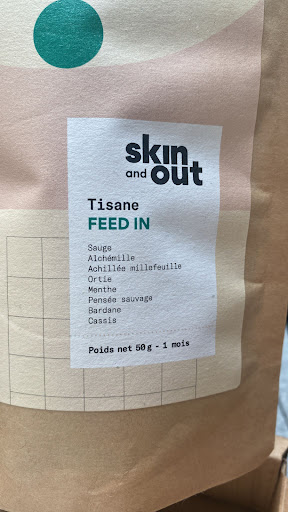 skin
and out
Tisane
FEED IN
Sauge
Alchémille
Achillée millefeuille
Ortie
Menthe
Pensée sauvage
Bardane
Cassis
Poids net 50g - 1 mois